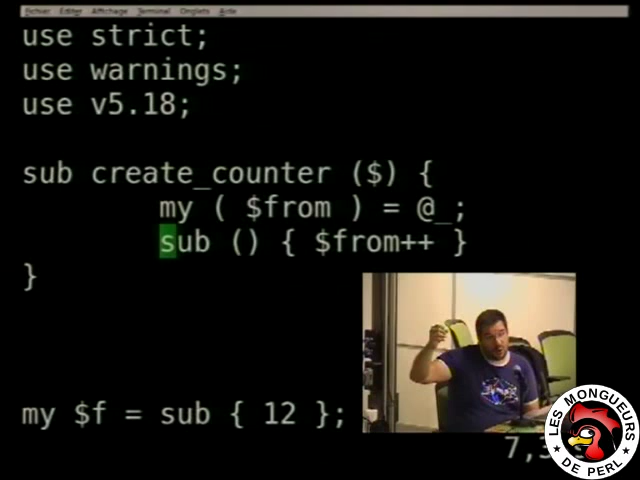 Fichier Editer Affichage Terminal Onglets Aide
use strict;
use warnings;
use v5.18;
sub create_counter ($) {
my ( $from ) = @_;
sub () { $from++ }
}
my $f = sub { 12 };
7,3
LES MONGUEURS
DE PERL